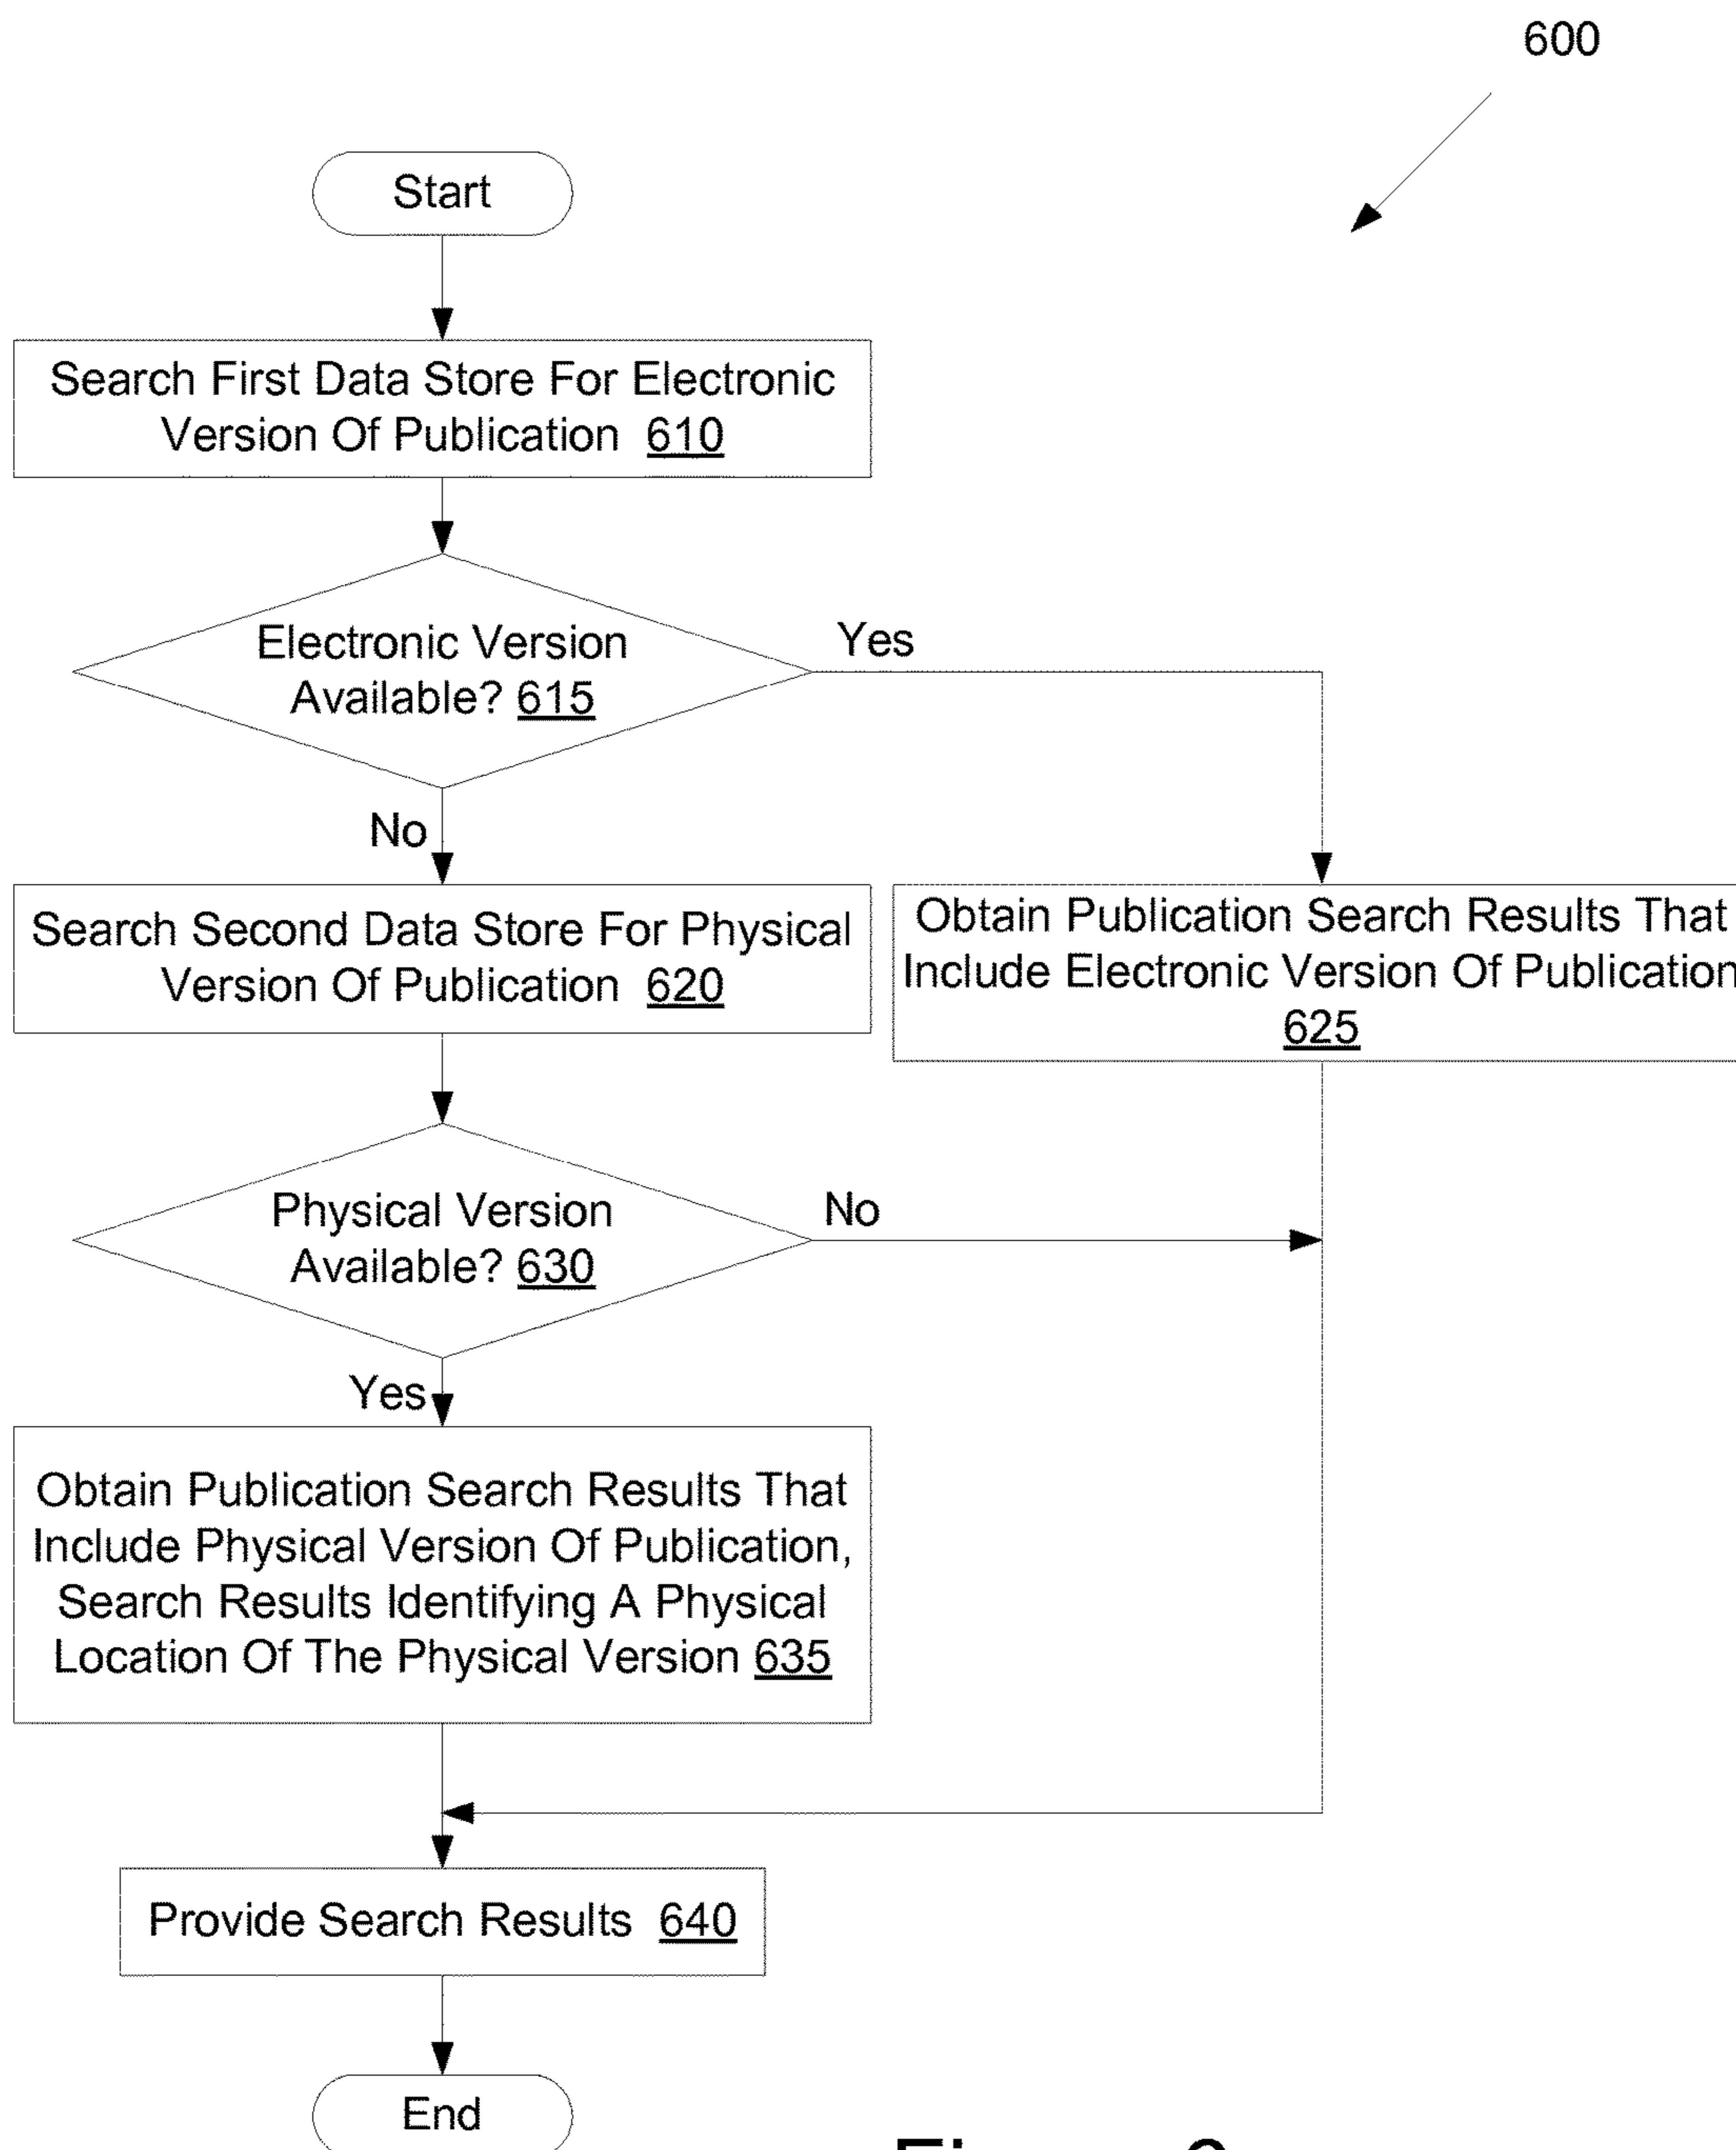 600
Start
Search First Data Store For Electronic
Version Of Publication 610
Electronic Version
Available? 615
Yes
No
Search Second Data Store For Physical
Version Of Publication 620
Obtain Publication Search Results That
Include Electronic Version Of Publication
625
Physical Version
Available? 630
No
Yes
Obtain Publication Search Results That
Include Physical Version Of Publication,
Search Results Identifying A Physical
Location Of The Physical Version 635
Provide Search Results 640
End